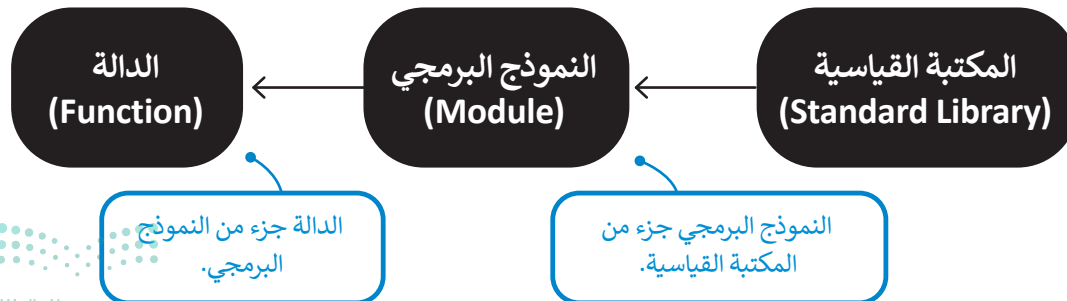 المكتبة القياسية
(Standard Library)
النموذج البرمجي
(Module)
الدالة
(Function)
النموذج البرمجي جزء من
المكتبة القياسية.
الدالة جزء من النموذج
البرمجي.